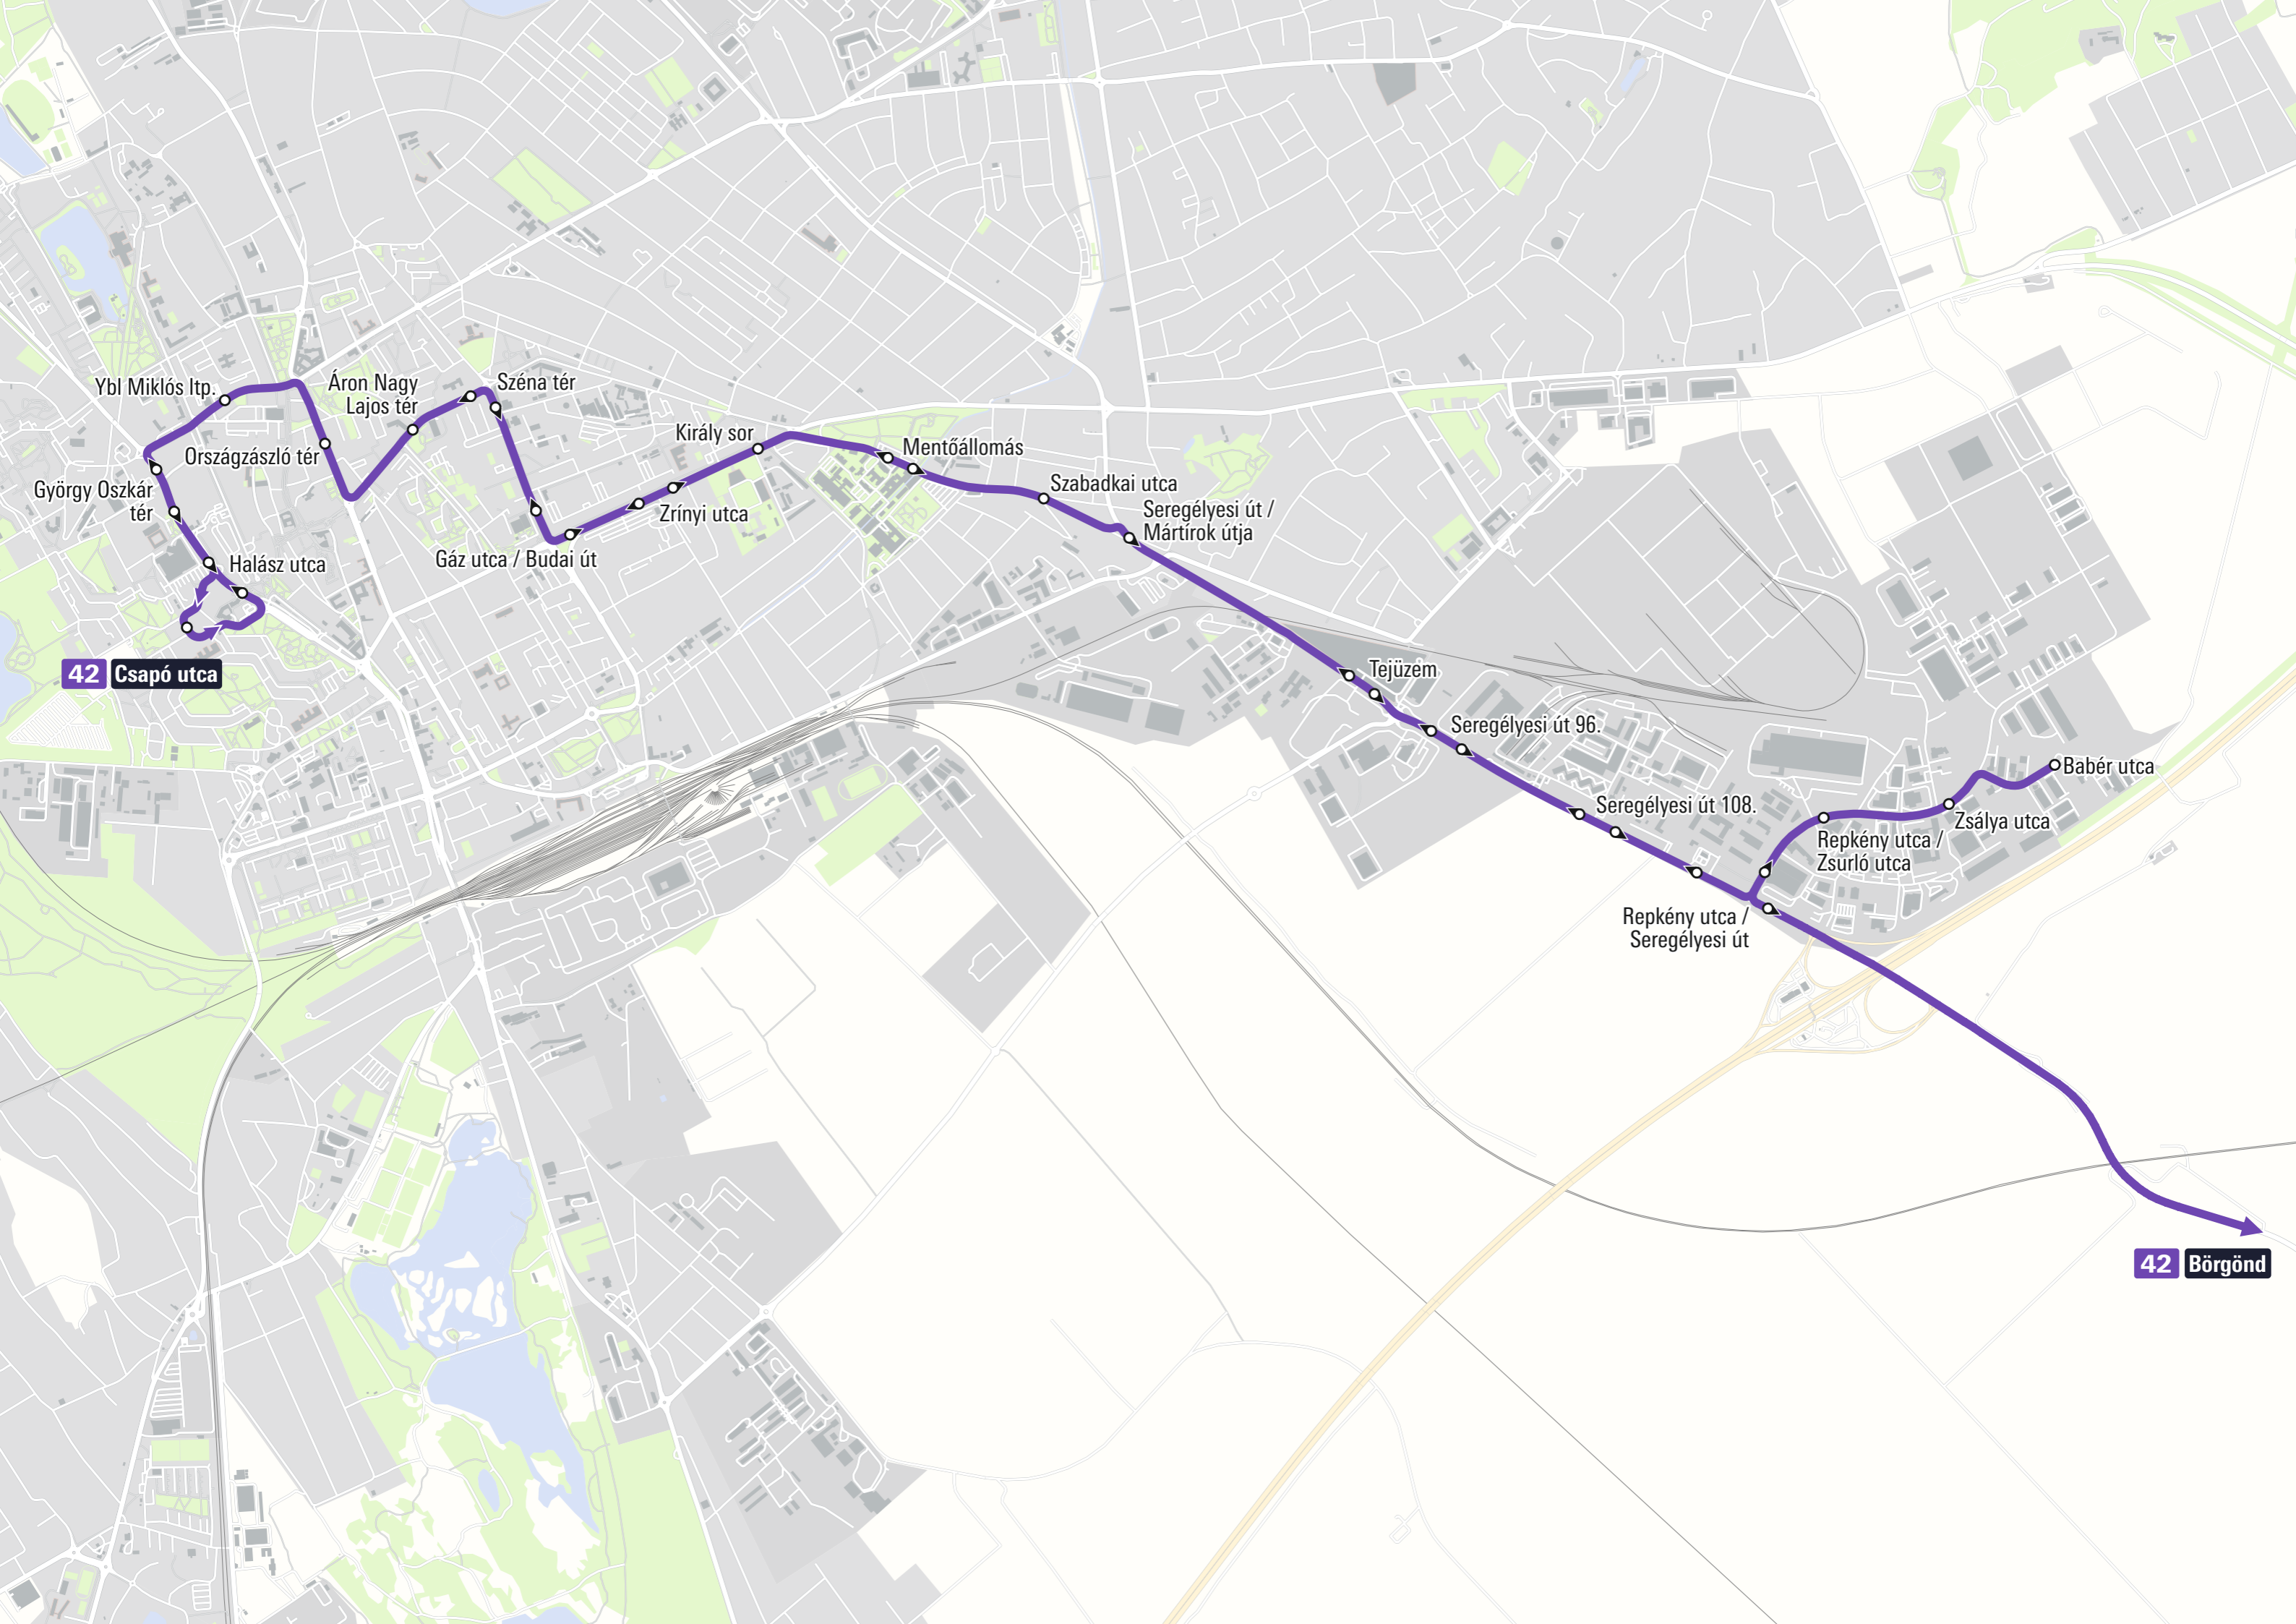 Ybl Miklós ltp.
Áron Nagy
Lajos tér
Széna tér
Országzászló tér
György Oszkár
tér
Halász utca
42 Csapó utca
Király sor
Zrínyi utca
Gáz utca / Budai út
Mentőállomás
Szabadkai utca
Seregélyesi út /
Mártírok útja
Tejüzem
Seregélyesi út 96.
Seregélyesi út 108.
Repkény utca /
Seregélyesi út
Repkény utca /
Zsurló utca
Zsálya utca
Babér utca
42 Börgönd